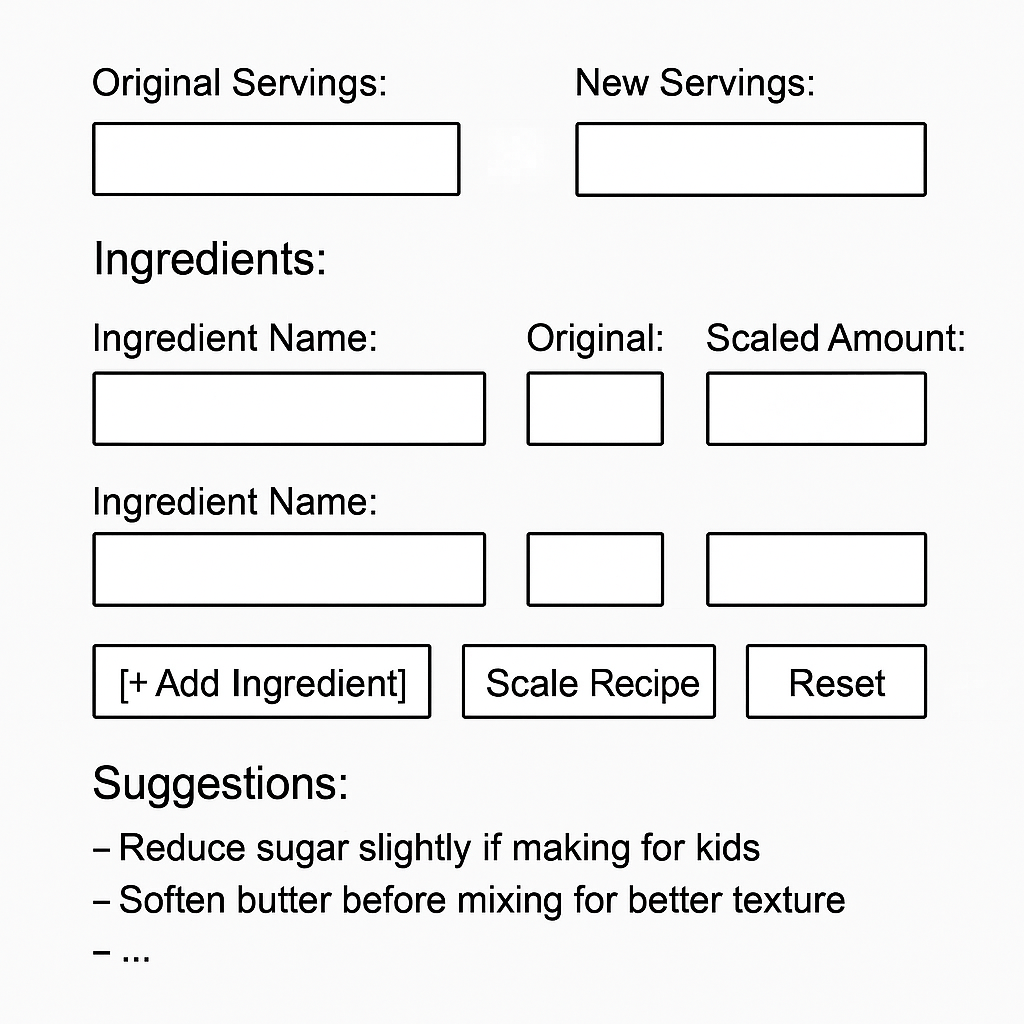 Original Servings: New Servings:
Ingredients:
Ingredient Name: Original: Scaled Amount:
Ingredient Name:
[+ Add Ingredient] Scale Recipe Reset
Suggestions:
– Reduce sugar slightly if making for kids
– Soften butter before mixing for better texture
– ...